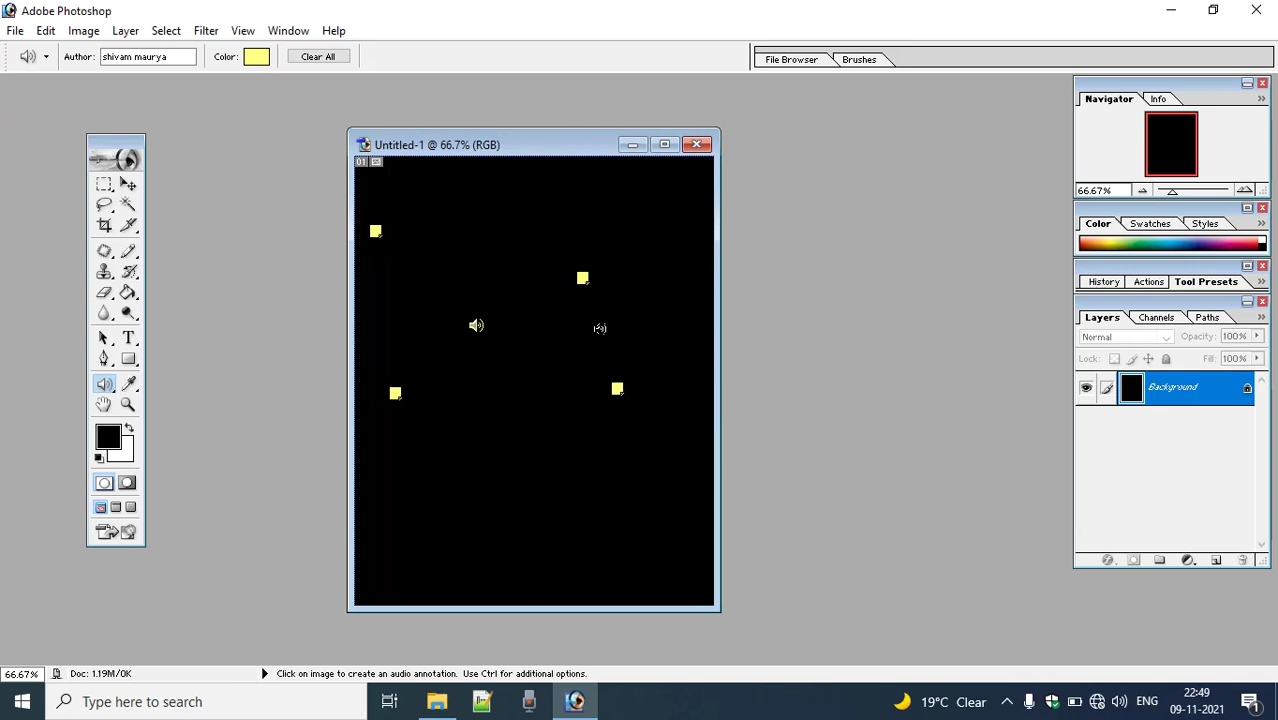 Adobe Photoshop
File Edit Image Layer Select Filter View Window Help
Author: shivam maurya Color: Clear All File Browser Brushes
Untitled-1 @ 66.7% (RGB)
01
Navigator Info
66.67%
Color Swatches Styles
History Actions Tool Presets
Layers Channels Paths
Normal Opacity: 100%
Lock: Fill: 100%
Background
T
66.67% Doc: 1.19M/0K Click on image to create an audio annotation. Use Ctrl for additional options.
Type here to search
19°C Clear ENG
22:49
09-11-2021
1